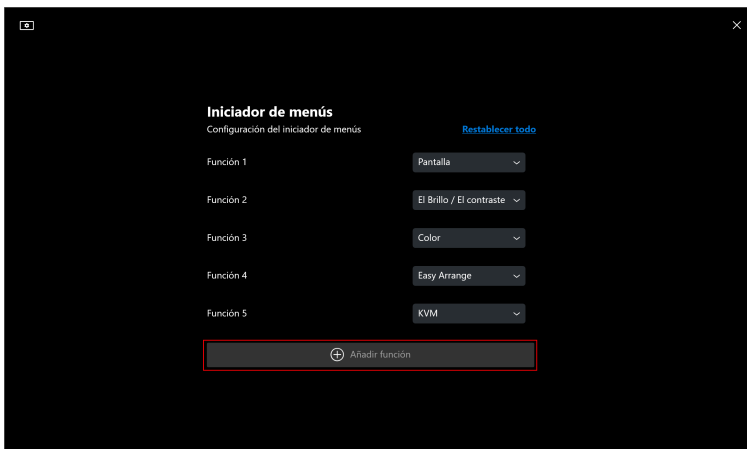 Iniciador de menús
Configuración del iniciador de menús Restablecer todo
Función 1 Pantalla
Función 2 El Brillo / El contraste
Función 3 Color
Función 4 Easy Arrange
Función 5 KVM
Añadir función